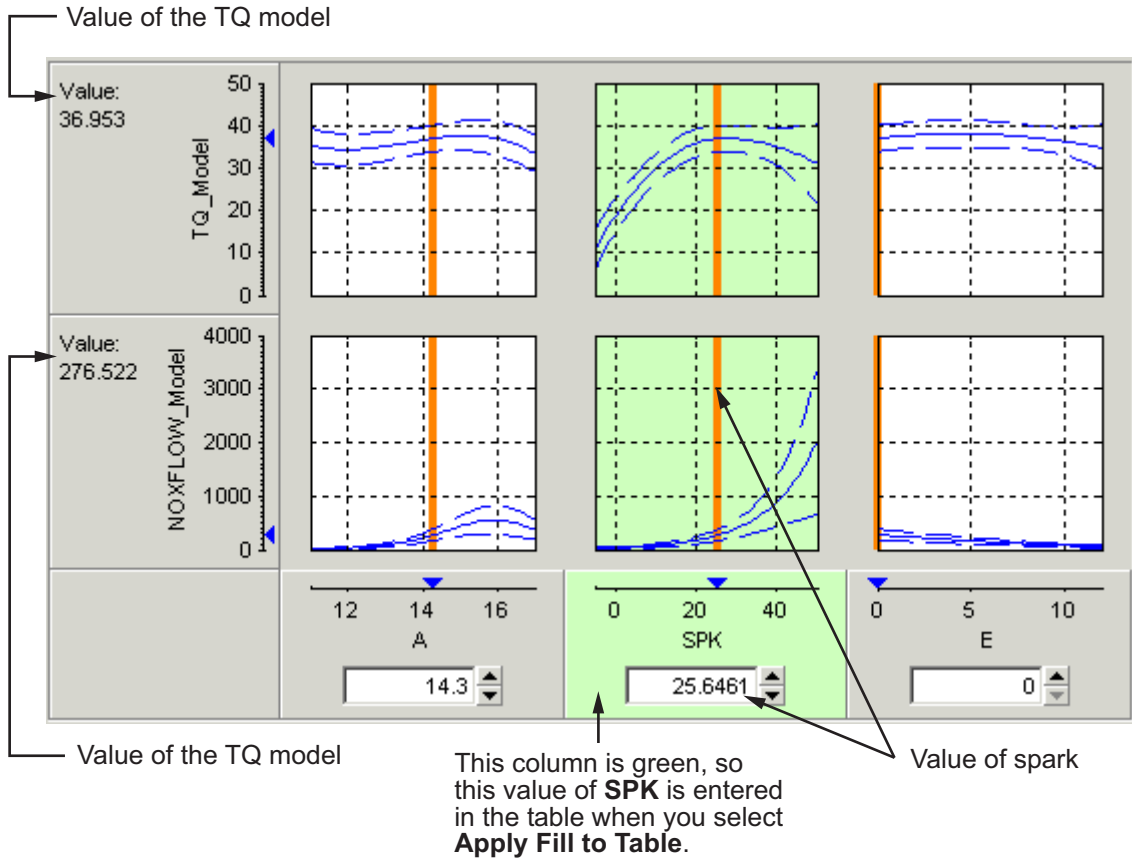 Value of the TQ model
Value:
36.953
TQ_Model
50
40
30
20
10
0
Value:
276.522
NOXFLOW_Model
4000
3000
2000
1000
0
12 14 16
A
14.3
0 20 40
SPK
25.6461
0 5 10
E
0
Value of the TQ model
This column is green, so
this value of SPK is entered
in the table when you select
Apply Fill to Table.
Value of spark